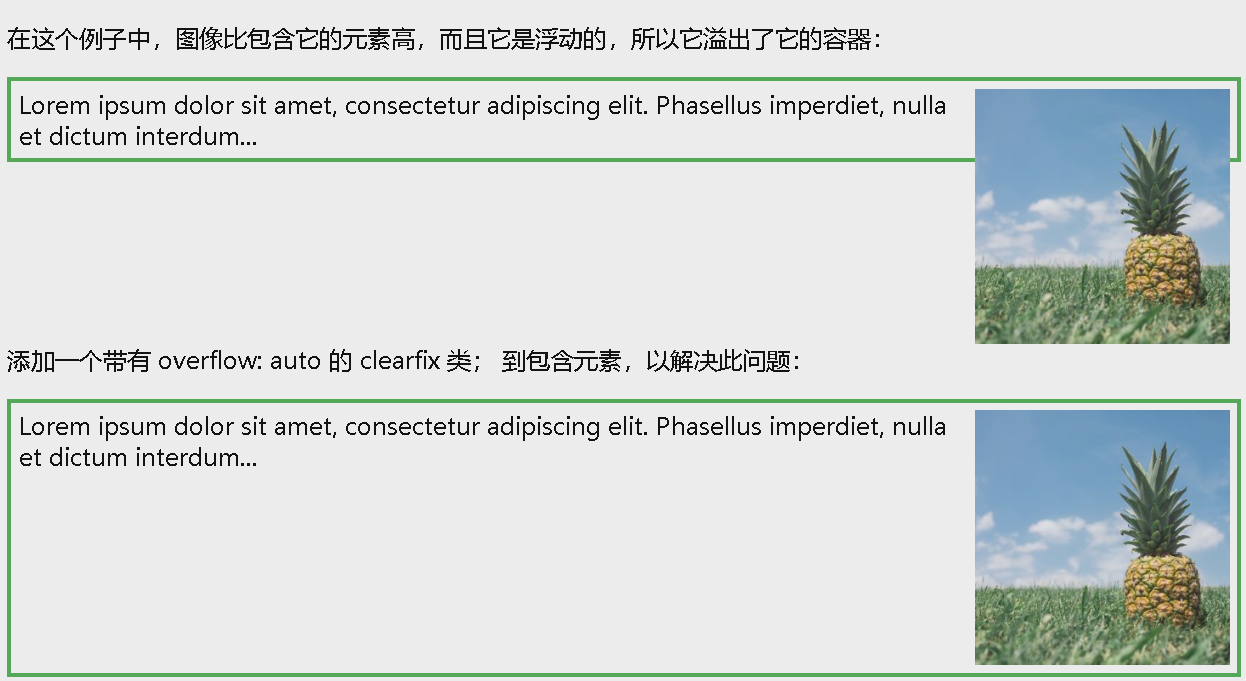 在这个例子中，图像比包含它的元素高，而且它是浮动的，所以它溢出了它的容器：
Lorem ipsum dolor sit amet, consectetur adipiscing elit. Phasellus imperdiet, nulla
et dictum interdum...
添加一个带有 overflow: auto 的 clearfix 类； 到包含元素，以解决此问题：
Lorem ipsum dolor sit amet, consectetur adipiscing elit. Phasellus imperdiet, nulla
et dictum interdum...